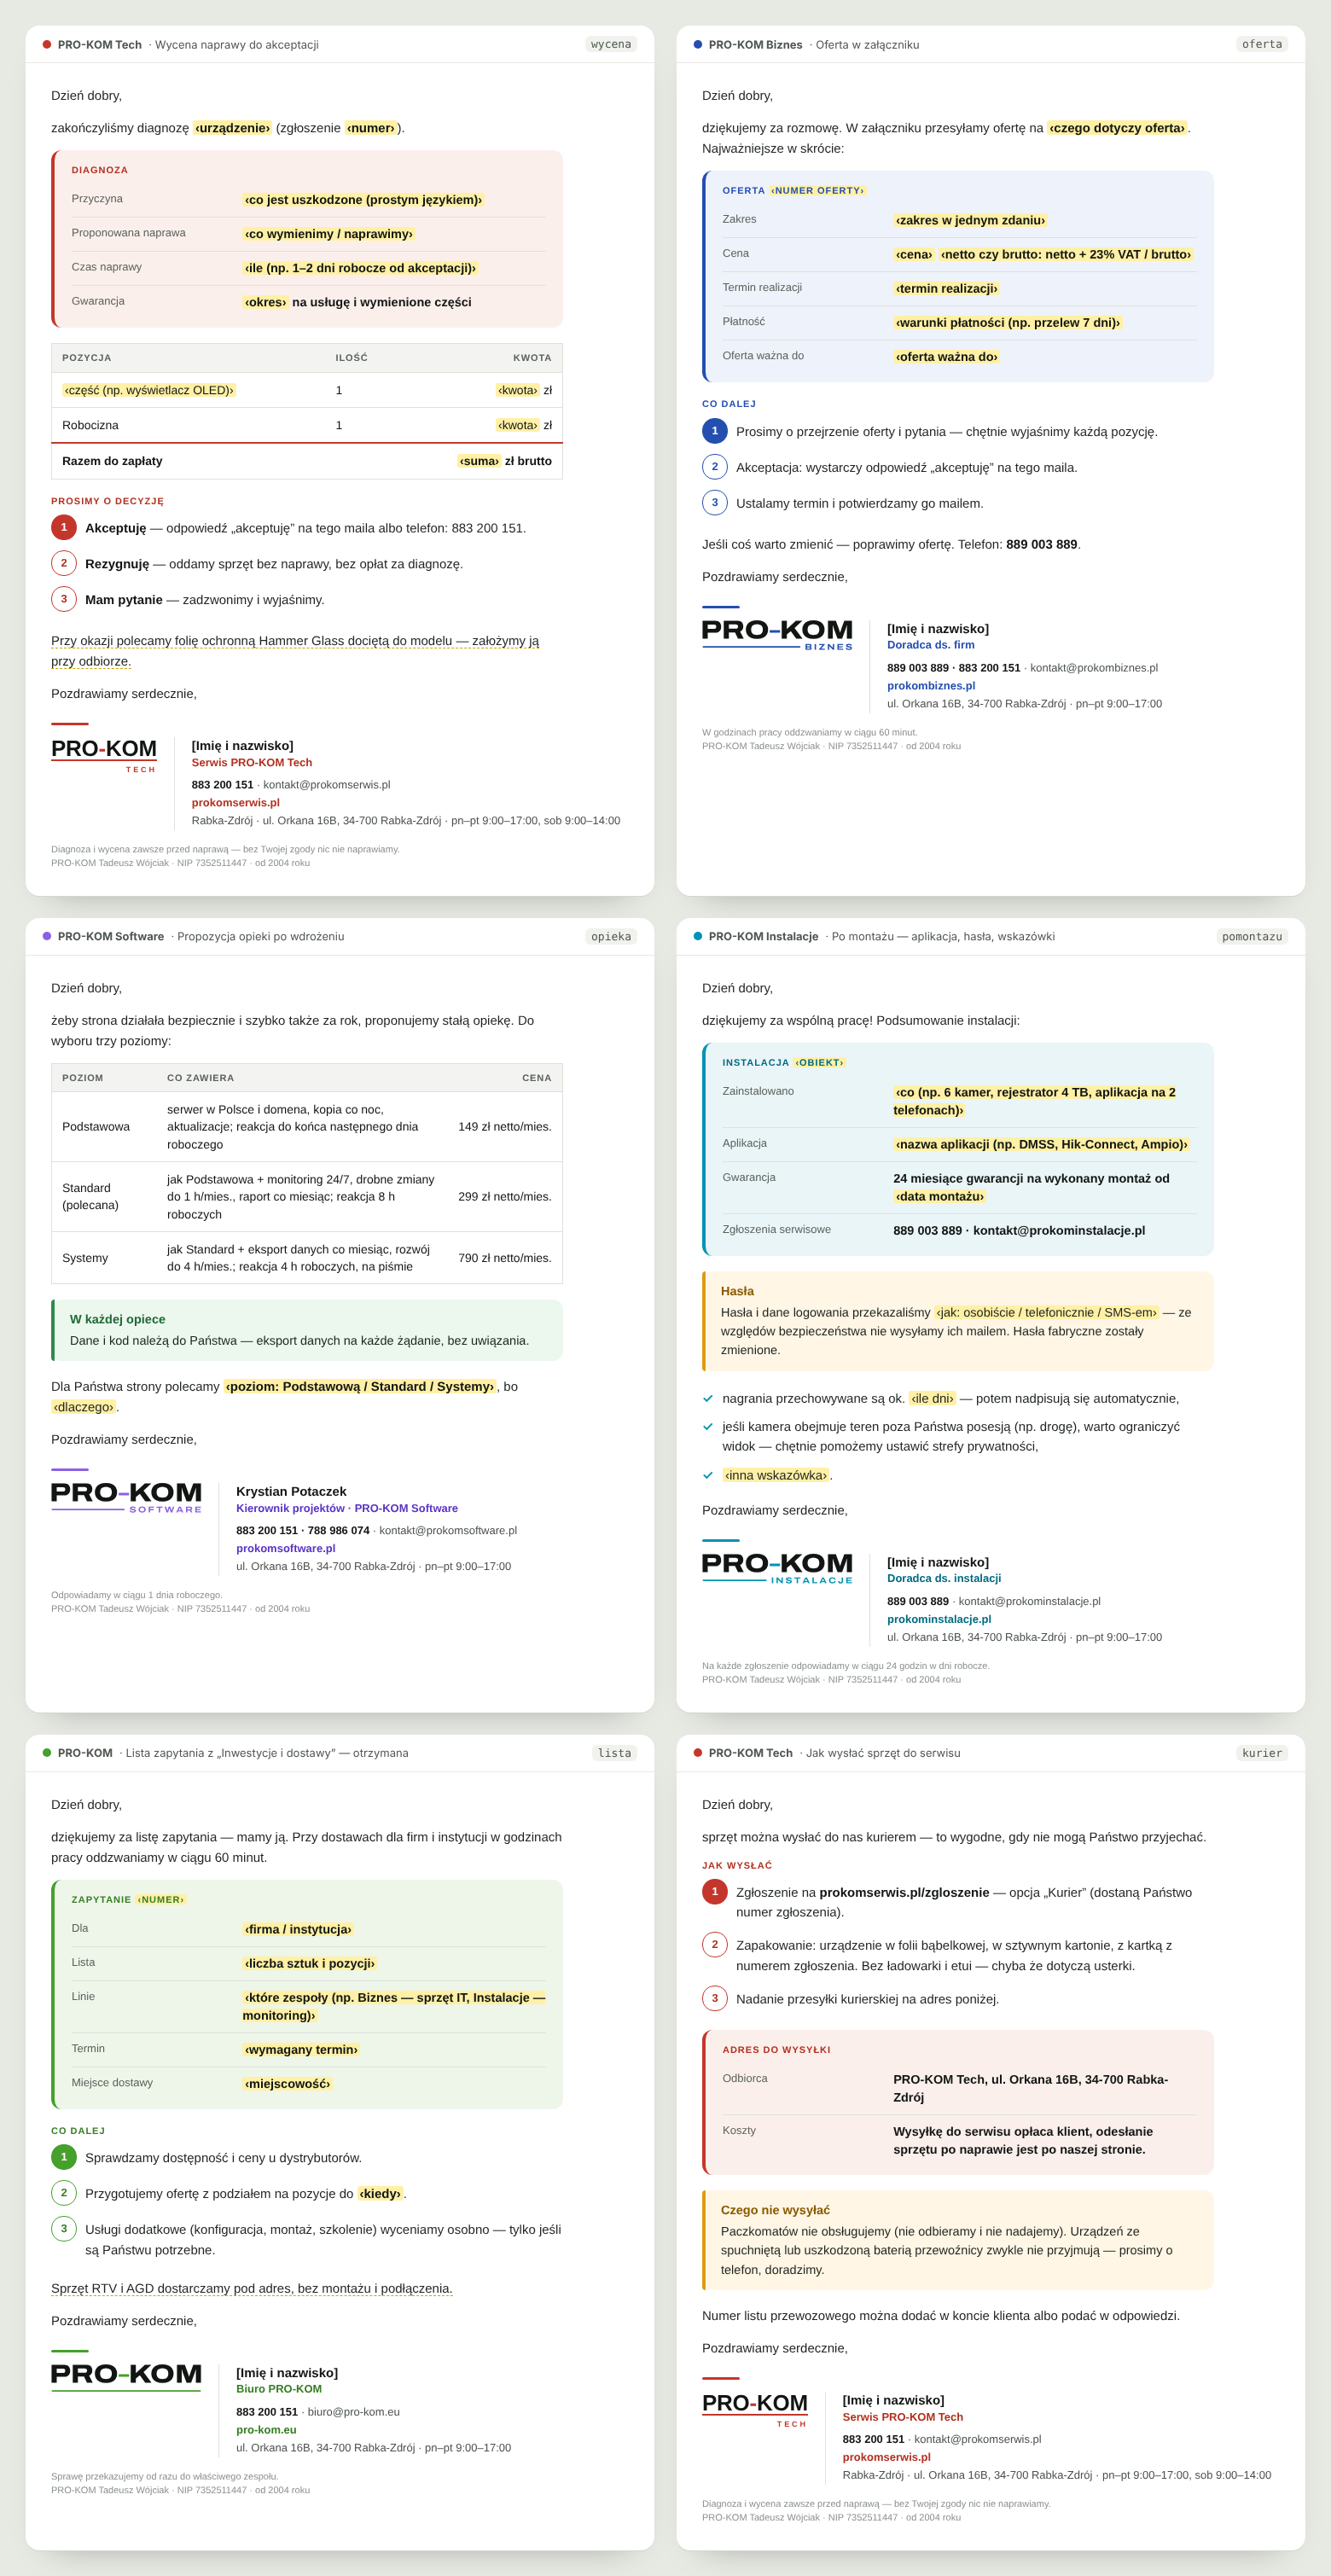 PRO-KOM Tech · Wycena naprawy do akceptacji wycena
Dzień dobry,
zakończyliśmy diagnozę ‹urządzenie› (zgłoszenie ‹numer›).
DIAGNOZA
Przyczyna ‹co jest uszkodzone (prostym językiem)›
Proponowana naprawa ‹co wymienimy / naprawimy›
Czas naprawy ‹ile (np. 1–2 dni robocze od akceptacji)›
Gwarancja ‹okres› na usługę i wymienione części
POZYCJA ILOŚĆ KWOTA
‹część (np. wyświetlacz OLED)› 1 ‹kwota› zł
Robocizna 1 ‹kwota› zł
Razem do zapłaty ‹suma› zł brutto
PROSIMY O DECYZJĘ
1 Akceptuję — odpowiedź „akceptuję” na tego maila albo telefon: 883 200 151.
2 Rezygnuję — oddamy sprzęt bez naprawy, bez opłat za diagnozę.
3 Mam pytanie — zadzwonimy i wyjaśnimy.
Przy okazji polecamy folię ochronną Hammer Glass dociętą do modelu — założymy ją
przy odbiorze.
Pozdrawiamy serdecznie,
PRO-KOM
TECH
[Imię i nazwisko]
Serwis PRO-KOM Tech
883 200 151 · kontakt@prokomserwis.pl
prokomserwis.pl
Rabka-Zdrój · ul. Orkana 16B, 34-700 Rabka-Zdrój · pn–pt 9:00–17:00, sob 9:00–14:00
Diagnoza i wycena zawsze przed naprawą — bez Twojej zgody nic nie naprawiamy.
PRO-KOM Tadeusz Wójciak · NIP 7352511447 · od 2004 roku
PRO-KOM Biznes · Oferta w załączniku oferta
Dzień dobry,
dziękujemy za rozmowę. W załączniku przesyłamy ofertę na ‹czego dotyczy oferta›.
Najważniejsze w skrócie:
OFERTA ‹NUMER OFERTY›
Zakres ‹zakres w jednym zdaniu›
Cena ‹cena› ‹netto czy brutto: netto + 23% VAT / brutto›
Termin realizacji ‹termin realizacji›
Płatność ‹warunki płatności (np. przelew 7 dni)›
Oferta ważna do ‹oferta ważna do›
CO DALEJ
1 Prosimy o przejrzenie oferty i pytania — chętnie wyjaśnimy każdą pozycję.
2 Akceptacja: wystarczy odpowiedź „akceptuję” na tego maila.
3 Ustalamy termin i potwierdzamy go mailem.
Jeśli coś warto zmienić — poprawimy ofertę. Telefon: 889 003 889.
Pozdrawiamy serdecznie,
PRO-KOM
BIZNES
[Imię i nazwisko]
Doradca ds. firm
889 003 889 · 883 200 151 · kontakt@prokombiznes.pl
prokombiznes.pl
ul. Orkana 16B, 34-700 Rabka-Zdrój · pn–pt 9:00–17:00
W godzinach pracy oddzwaniamy w ciągu 60 minut.
PRO-KOM Tadeusz Wójciak · NIP 7352511447 · od 2004 roku
PRO-KOM Software · Propozycja opieki po wdrożeniu opieka
Dzień dobry,
żeby strona działała bezpiecznie i szybko także za rok, proponujemy stałą opiekę. Do
wyboru trzy poziomy:
POZIOM CO ZAWIERA CENA
Podstawowa serwer w Polsce i domena, kopia co noc,
aktualizacje; reakcja do końca następnego dnia
roboczego 149 zł netto/mies.
Standard
(polecana) jak Podstawowa + monitoring 24/7, drobne zmiany
do 1 h/mies., raport co miesiąc; reakcja 8 h
roboczych 299 zł netto/mies.
Systemy jak Standard + eksport danych co miesiąc, rozwój
do 4 h/mies.; reakcja 4 h roboczych, na piśmie 790 zł netto/mies.
W każdej opiece
Dane i kod należą do Państwa — eksport danych na każde żądanie, bez uwiązania.
Dla Państwa strony polecamy ‹poziom: Podstawową / Standard / Systemy›, bo
‹dlaczego›.
Pozdrawiamy serdecznie,
PRO-KOM
SOFTWARE
Krystian Potaczek
Kierownik projektów · PRO-KOM Software
883 200 151 · 788 986 074 · kontakt@prokomsoftware.pl
prokomsoftware.pl
ul. Orkana 16B, 34-700 Rabka-Zdrój · pn–pt 9:00–17:00
Odpowiadamy w ciągu 1 dnia roboczego.
PRO-KOM Tadeusz Wójciak · NIP 7352511447 · od 2004 roku
PRO-KOM Instalacje · Po montażu — aplikacja, hasła, wskazówki pomontazu
Dzień dobry,
dziękujemy za wspólną pracę! Podsumowanie instalacji:
INSTALACJA ‹OBIEKT›
Zainstalowano ‹co (np. 6 kamer, rejestrator 4 TB, aplikacja na 2
telefonach)›
Aplikacja ‹nazwa aplikacji (np. DMSS, Hik-Connect, Ampio)›
Gwarancja 24 miesiące gwarancji na wykonany montaż od
‹data montażu›
Zgłoszenia serwisowe 889 003 889 · kontakt@prokominstalacje.pl
Hasła
Hasła i dane logowania przekazaliśmy ‹jak: osobiście / telefonicznie / SMS-em› — ze
względów bezpieczeństwa nie wysyłamy ich mailem. Hasła fabryczne zostały
zmienione.
✓ nagrania przechowywane są ok. ‹ile dni› — potem nadpisują się automatycznie,
✓ jeśli kamera obejmuje teren poza Państwa posesją (np. drogę), warto ograniczyć
widok — chętnie pomożemy ustawić strefy prywatności,
✓ ‹inna wskazówka›.
Pozdrawiamy serdecznie,
PRO-KOM
INSTALACJE
[Imię i nazwisko]
Doradca ds. instalacji
889 003 889 · kontakt@prokominstalacje.pl
prokominstalacje.pl
ul. Orkana 16B, 34-700 Rabka-Zdrój · pn–pt 9:00–17:00
Na każde zgłoszenie odpowiadamy w ciągu 24 godzin w dni robocze.
PRO-KOM Tadeusz Wójciak · NIP 7352511447 · od 2004 roku
PRO-KOM · Lista zapytania z „Inwestycje i dostawy” — otrzymana lista
Dzień dobry,
dziękujemy za listę zapytania — mamy ją. Przy dostawach dla firm i instytucji w godzinach
pracy oddzwaniamy w ciągu 60 minut.
ZAPYTANIE ‹NUMER›
Dla ‹firma / instytucja›
Lista ‹liczba sztuk i pozycji›
Linie ‹które zespoły (np. Biznes — sprzęt IT, Instalacje —
monitoring)›
Termin ‹wymagany termin›
Miejsce dostawy ‹miejscowość›
CO DALEJ
1 Sprawdzamy dostępność i ceny u dystrybutorów.
2 Przygotujemy ofertę z podziałem na pozycje do ‹kiedy›.
3 Usługi dodatkowe (konfiguracja, montaż, szkolenie) wyceniamy osobno — tylko jeśli
są Państwu potrzebne.
Sprzęt RTV i AGD dostarczamy pod adres, bez montażu i podłączenia.
Pozdrawiamy serdecznie,
PRO-KOM
[Imię i nazwisko]
Biuro PRO-KOM
883 200 151 · biuro@pro-kom.eu
pro-kom.eu
ul. Orkana 16B, 34-700 Rabka-Zdrój · pn–pt 9:00–17:00
Sprawę przekazujemy od razu do właściwego zespołu.
PRO-KOM Tadeusz Wójciak · NIP 7352511447 · od 2004 roku
PRO-KOM Tech · Jak wysłać sprzęt do serwisu kurier
Dzień dobry,
sprzęt można wysłać do nas kurierem — to wygodne, gdy nie mogą Państwo przyjechać.
JAK WYSŁAĆ
1 Zgłoszenie na prokomserwis.pl/zgloszenie — opcja „Kurier” (dostaną Państwo
numer zgłoszenia).
2 Zapakowanie: urządzenie w folii bąbelkowej, w sztywnym kartonie, z kartką z
numerem zgłoszenia. Bez ładowarki i etui — chyba że dotyczą usterki.
3 Nadanie przesyłki kurierskiej na adres poniżej.
ADRES DO WYSYŁKI
Odbiorca PRO-KOM Tech, ul. Orkana 16B, 34-700 Rabka-
Zdrój
Koszty Wysyłkę do serwisu opłaca klient, odesłanie
sprzętu po naprawie jest po naszej stronie.
Czego nie wysyłać
Paczkomatów nie obsługujemy (nie odbieramy i nie nadajemy). Urządzeń ze
spuchniętą lub uszkodzoną baterią przewoźnicy zwykle nie przyjmują — prosimy o
telefon, doradzimy.
Numer listu przewozowego można dodać w koncie klienta albo podać w odpowiedzi.
Pozdrawiamy serdecznie,
PRO-KOM
TECH
[Imię i nazwisko]
Serwis PRO-KOM Tech
883 200 151 · kontakt@prokomserwis.pl
prokomserwis.pl
Rabka-Zdrój · ul. Orkana 16B, 34-700 Rabka-Zdrój · pn–pt 9:00–17:00, sob 9:00–14:00
Diagnoza i wycena zawsze przed naprawą — bez Twojej zgody nic nie naprawiamy.
PRO-KOM Tadeusz Wójciak · NIP 7352511447 · od 2004 roku